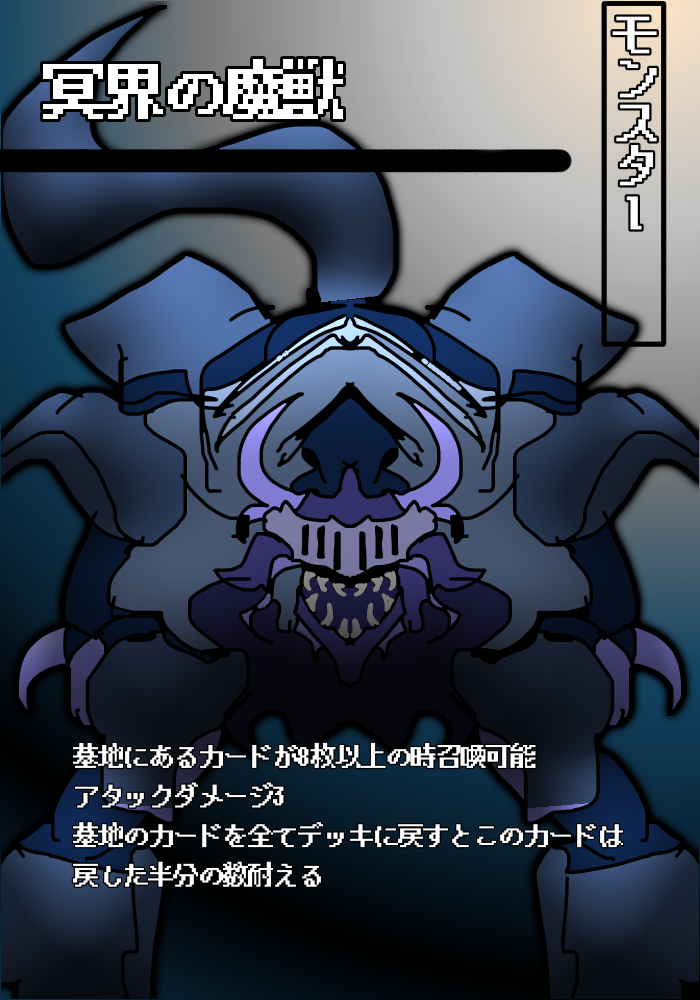 冥界の魔獣
モンスター
墓地にあるカードが8枚以上の時召喚可能
アタックダメージ3
墓地のカードを全てデッキに戻すとこのカードは
戻した半分の数耐える